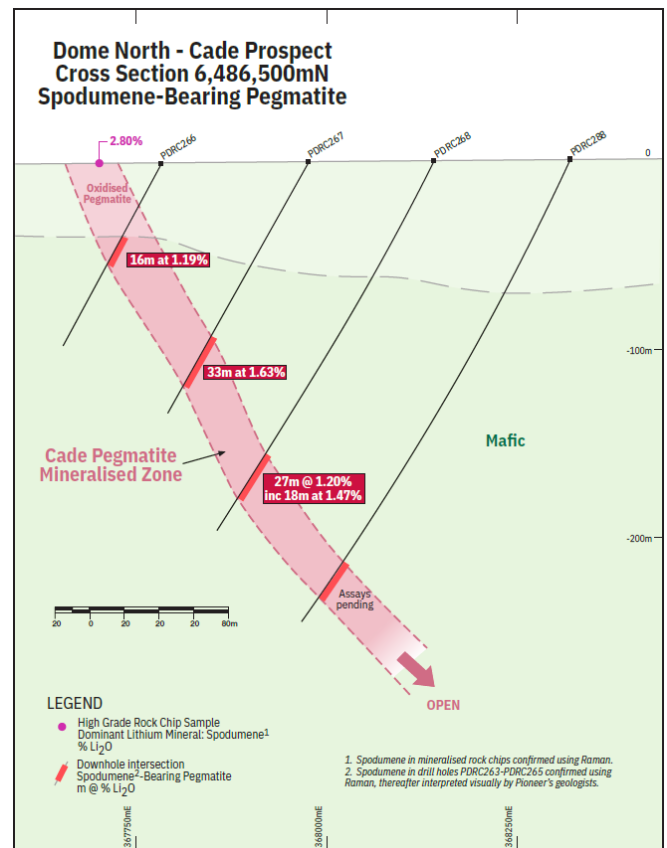 Dome North - Cade Prospect
Cross Section 6,486,500mN
Spodumene-Bearing Pegmatite
2.80%
PDRC266
PDRC267
PDRC268
PDRC288
0
Oxidised
Pegmatite
16m at 1.19%
-100m
33m at 1.63%
Mafic
Cade Pegmatite
Mineralised Zone
27m @ 1.20%
inc 18m at 1.47%
-200m
Assays
pending
20 0 20 20 80m
OPEN
LEGEND
High Grade Rock Chip Sample
Dominant Lithium Mineral: Spodumene1
% Li2O
Downhole intersection
Spodumene2-Bearing Pegmatite
m @ % Li2O
1. Spodumene in mineralised rock chips confirmed using Raman.
2. Spodumene in drill holes PDRC263-PDRC265 confirmed using
Raman, thereafter interpreted visually by Pioneer's geologists.
367750mE
368000mE
368250mE